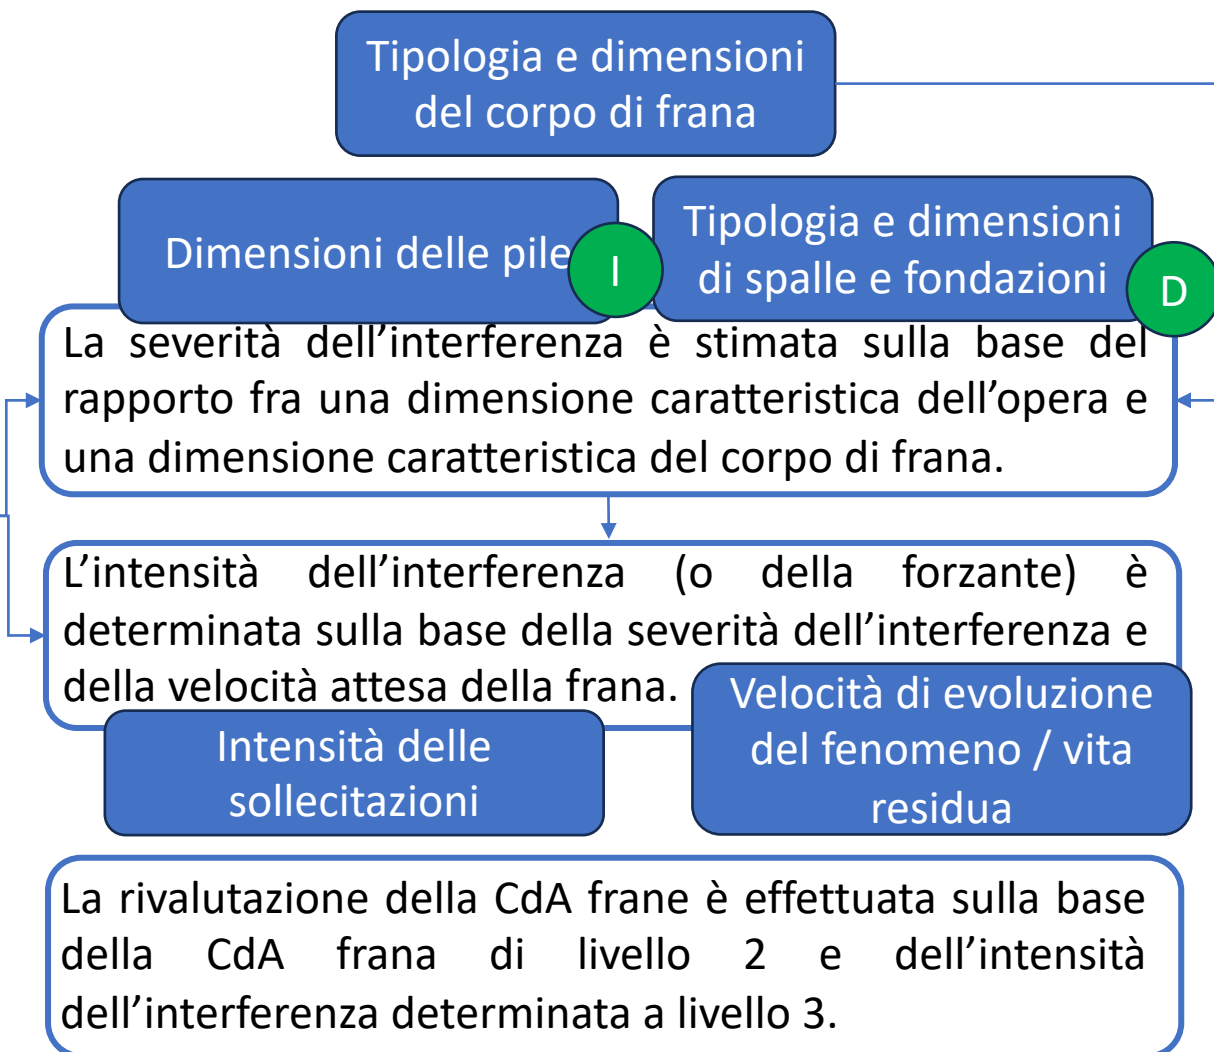 Tipologia e dimensioni
del corpo di frana
Dimensioni delle pile
I
Tipologia e dimensioni
di spalle e fondazioni
D
La severità dell’interferenza è stimata sulla base del
rapporto fra una dimensione caratteristica dell’opera e
una dimensione caratteristica del corpo di frana.
L’intensità dell’interferenza (o della forzante) è
determinata sulla base della severità dell’interferenza e
della velocità attesa della frana.
Velocità di evoluzione
del fenomeno / vita
residua
Intensità delle
sollecitazioni
La rivalutazione della CdA frane è effettuata sulla base
della CdA frana di livello 2 e dell’intensità
dell’interferenza determinata a livello 3.